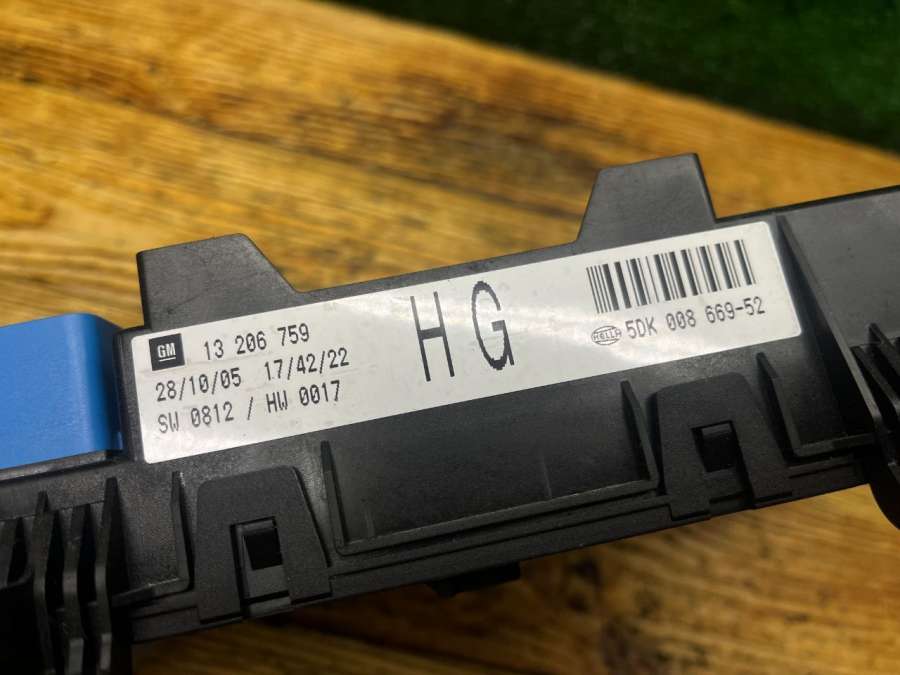 GM 13 206 759
28/10/05 17/42/22
SW 0812 / HW 0017
HG
HELLA 5DK 008 669-52